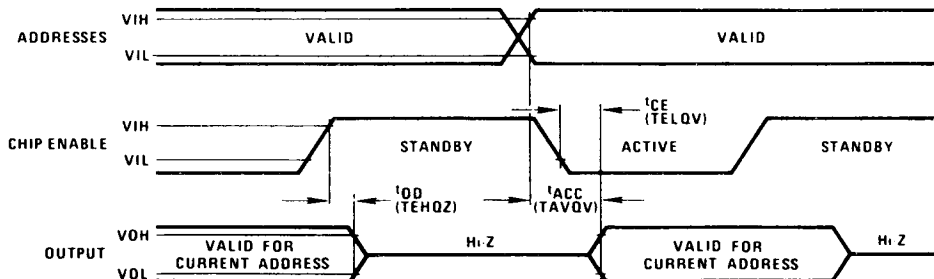 VIH
ADDRESSES
VALID
VALID
VIL
tCE
(TELQV)
VIH
CHIP ENABLE
STANDBY
ACTIVE
STANDBY
VIL
tOD
(TEHQZ)
tACC
(TAVQV)
VOH
OUTPUT
VALID FOR
CURRENT ADDRESS
Hi-Z
VALID FOR
CURRENT ADDRESS
Hi-Z
VOL